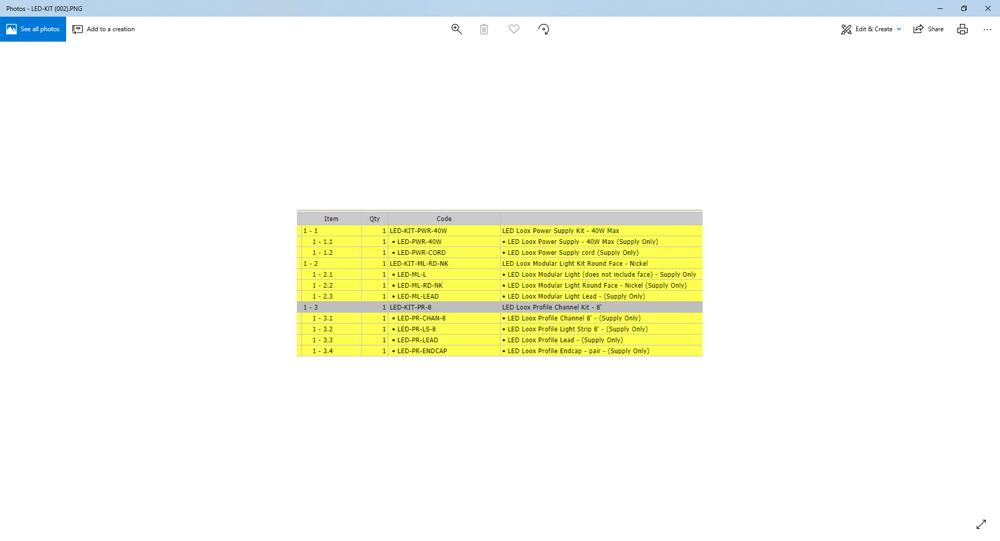 Photos - LED-KIT (002).PNG
See all photos Add to a creation Edit & Create Share
Item Qty Code
1 - 1 1 LED-KIT-PWR-40W LED Loox Power Supply Kit - 40W Max
1 - 1.1 1 • LED-PWR-40W • LED Loox Power Supply - 40W Max (Supply Only)
1 - 1.2 1 • LED-PWR-CORD • LED Loox Power Supply cord (Supply Only)
1 - 2 1 LED-KIT-ML-RD-NK LED Loox Modular Light Kit Round Face - Nickel
1 - 2.1 1 • LED-ML-L • LED Loox Modular Light (does not include face) - Supply Only
1 - 2.2 1 • LED-ML-RD-NK • LED Loox Modular Light Round Face - Nickel (Supply Only)
1 - 2.3 1 • LED-ML-LEAD • LED Loox Modular Light Lead - (Supply Only)
1 - 3 1 LED-KIT-PR-8 LED Loox Profile Channel Kit - 8'
1 - 3.1 1 • LED-PR-CHAN-8 • LED Loox Profile Channel 8' - (Supply Only)
1 - 3.2 1 • LED-PR-LS-8 • LED Loox Profile Light Strip 8' - (Supply Only)
1 - 3.3 1 • LED-PR-LEAD • LED Loox Profile Lead - (Supply Only)
1 - 3.4 1 • LED-PR-ENDCAP • LED Loox Profile Endcap - pair - (Supply Only)